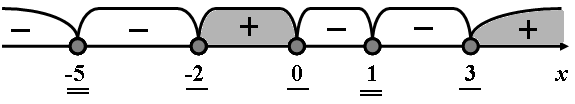 − − + − − +
-5 -2 0 1 3 x